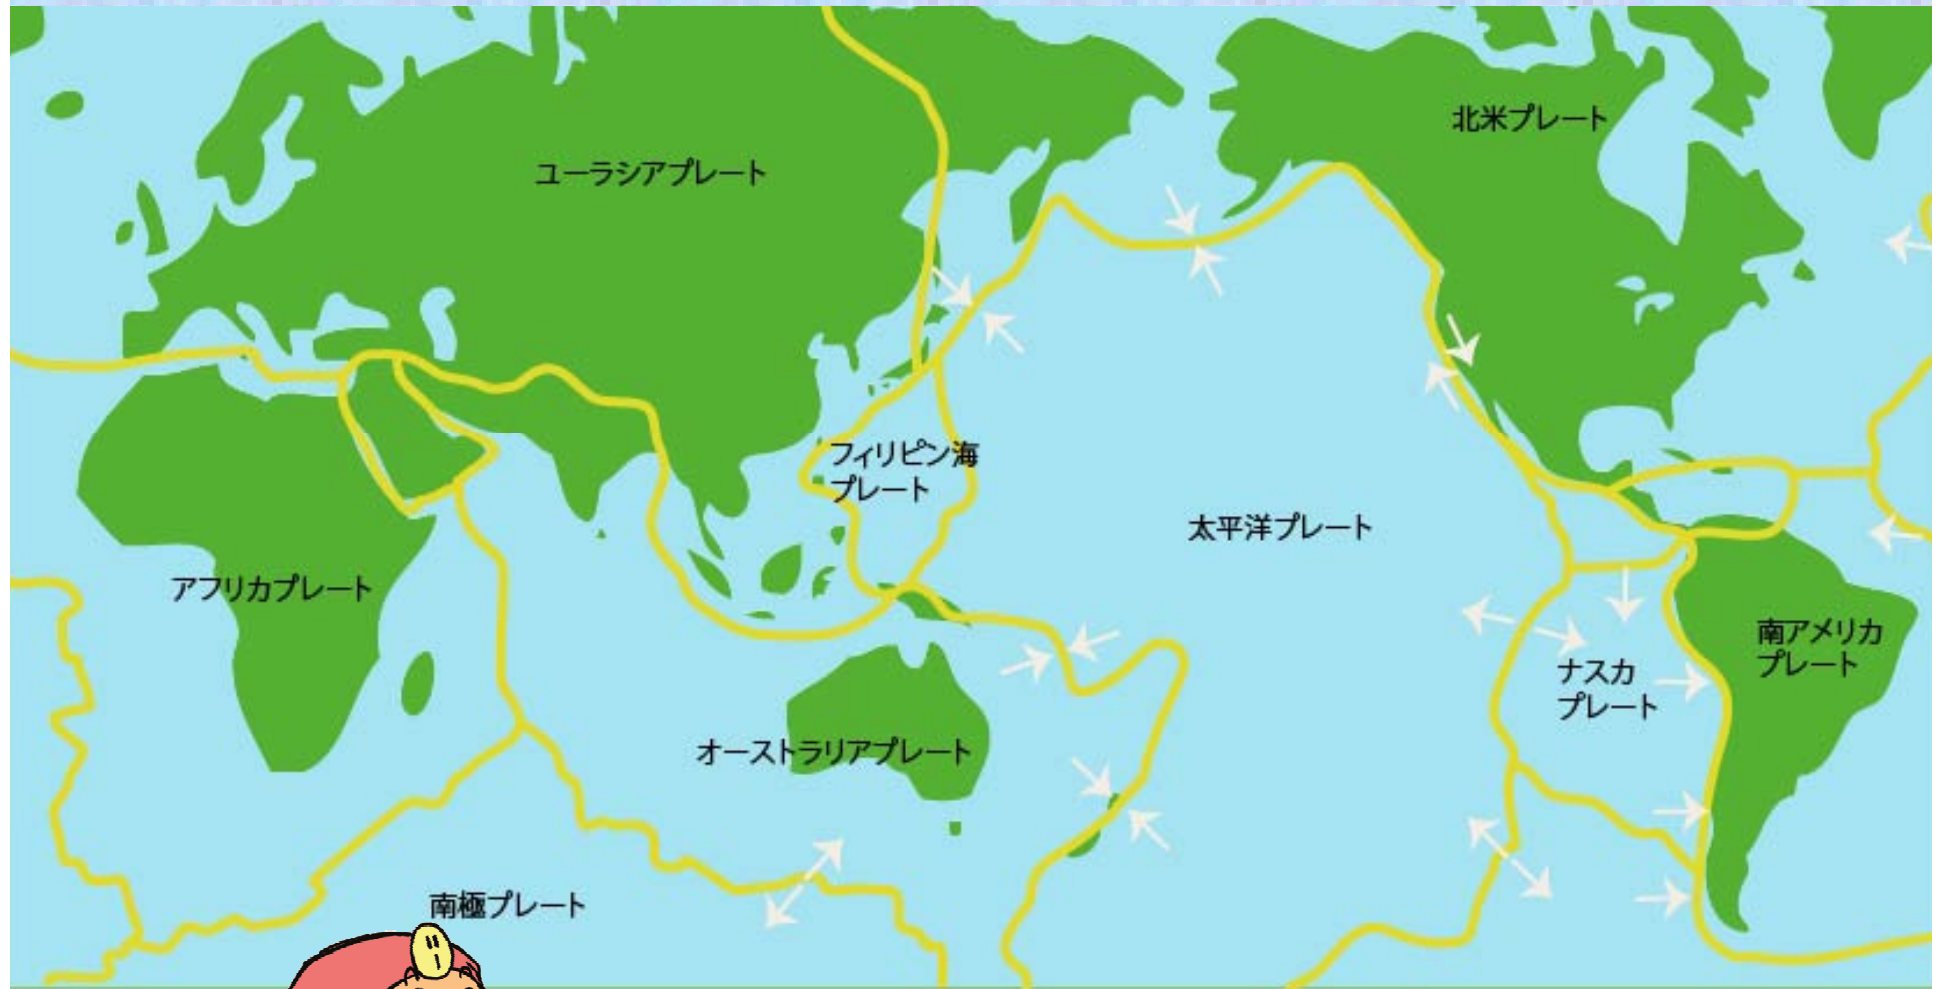 北米プレート
ユーラシアプレート
フィリピン海
プレート
太平洋プレート
アフリカプレート
南アメリカ
プレート
ナスカ
プレート
オーストラリアプレート
南極プレート